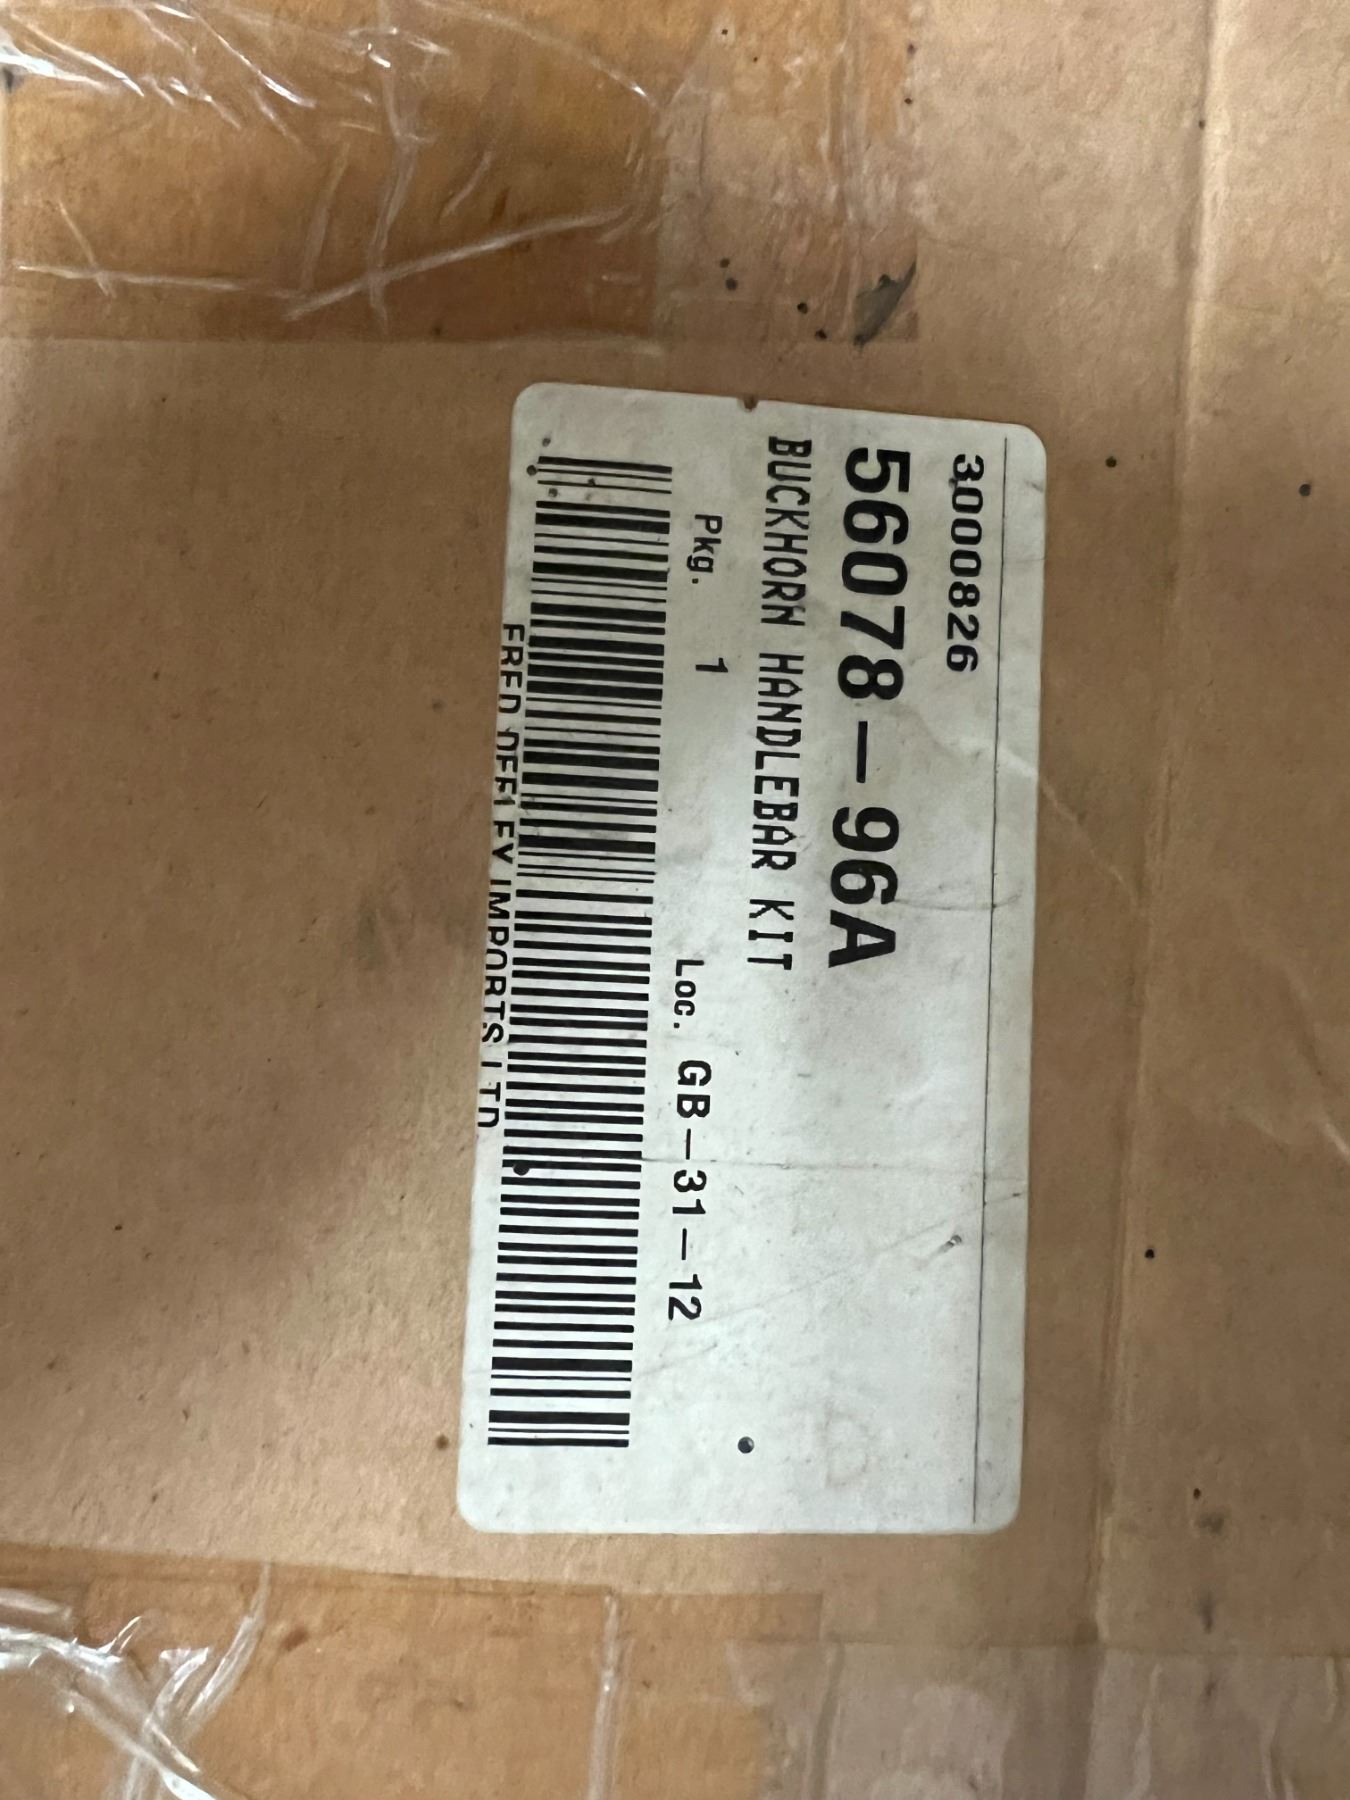 3000826
56078-96A
BUCKHORN HANDLEBAR KIT
Pkg. 1 Loc. GB-31-12
FRED DEELEY IMPORTS LTD